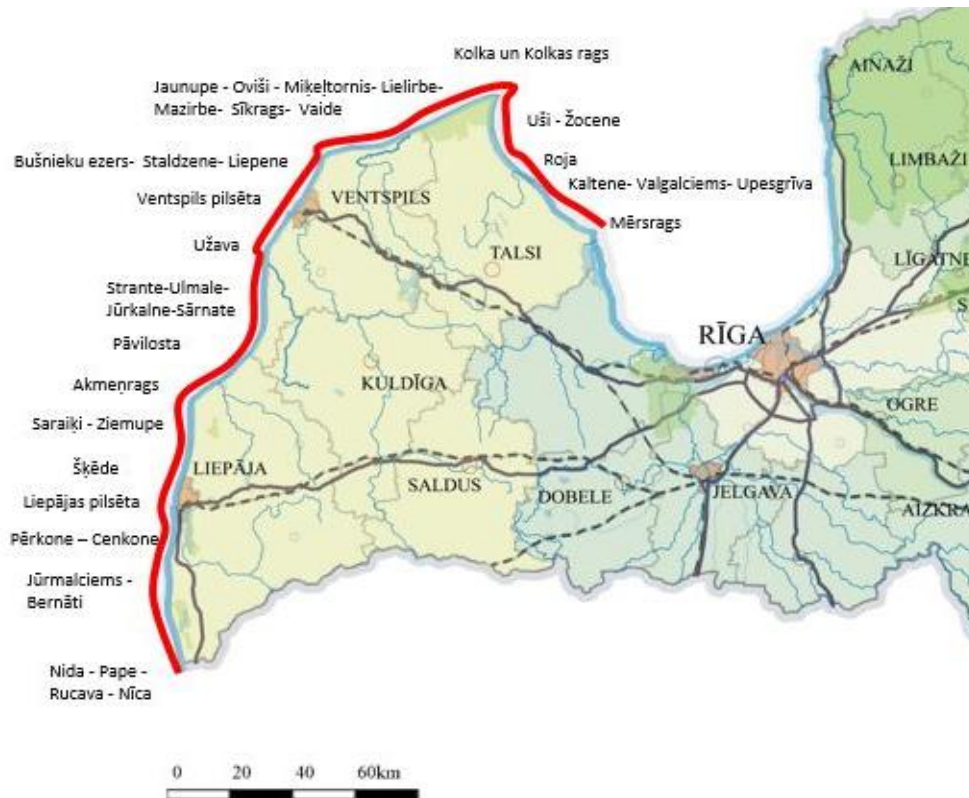 Kolka un Kolkas rags
Jaunupe - Oviši - Miķeļtornis- Lielirbe-
Mazirbe- Sīkrags- Vaide
AINAŽI
Uši - Žocene
Bušnieku ezers- Staldzene- Liepene
Roja
LIMBAŽI
Kaltene- Valgalciems- Upesgrīva
Ventspils pilsēta
VENTSPILS
Mērsrags
Užava
TALSI
LĪGATNE
Strante-Ulmale-
Jūrkalne-Sārnate
S
RĪGA
Pāvilosta
Akmeņrags
KULDĪGA
OGRE
Saraiķi - Ziemupe
Šķēde
LIEPĀJA
SALDUS
DOBELE
JELGAVA
Liepājas pilsēta
AIZKRA
Pērkone – Cenkone
Jūrmalciems -
Bernāti
Nida - Pape -
Rucava - Nīca
0 20 40 60km